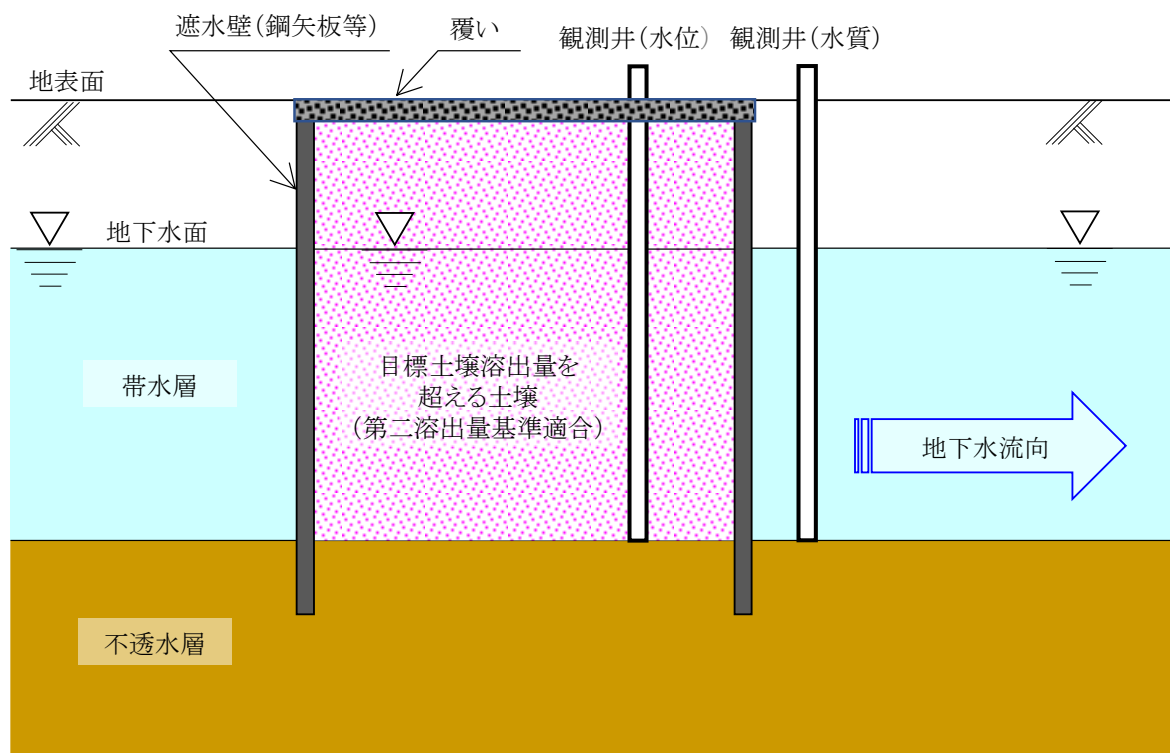 遮水壁（鋼矢板等）
覆い
観測井（水位）
観測井（水質）
地表面
地下水面
帯水層
目標土壌溶出量を
超える土壌
（第二溶出量基準適合）
地下水流向
不透水層